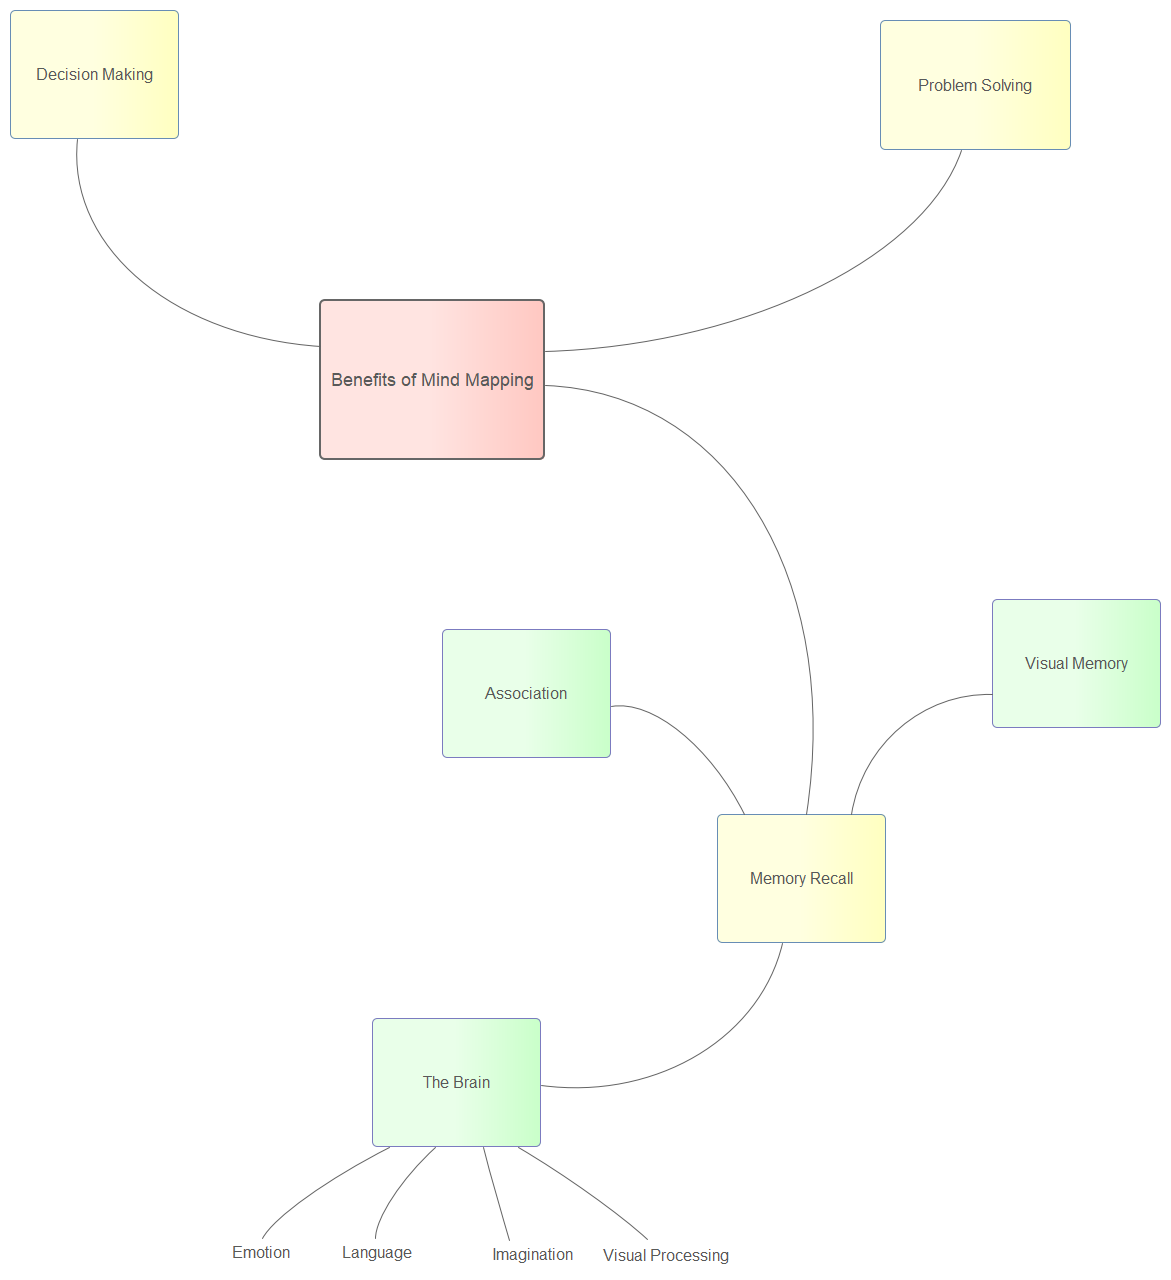 Decision Making
Problem Solving
Benefits of Mind Mapping
Association
Visual Memory
Memory Recall
The Brain
Emotion
Language
Imagination
Visual Processing